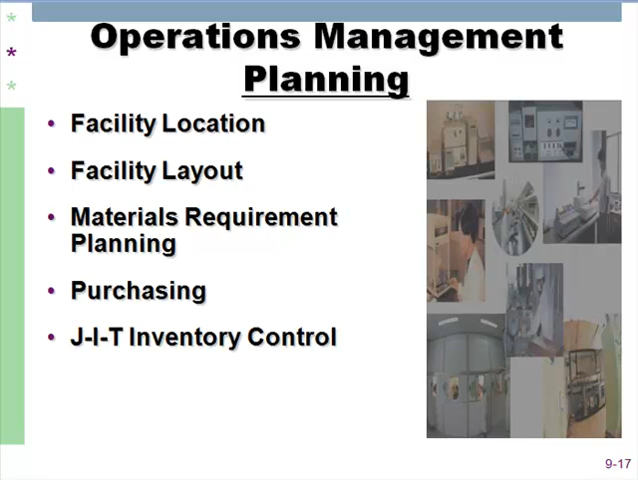 *
*
*
Operations Management
Planning
• Facility Location
• Facility Layout
• Materials Requirement
Planning
• Purchasing
• J-I-T Inventory Control
9-17